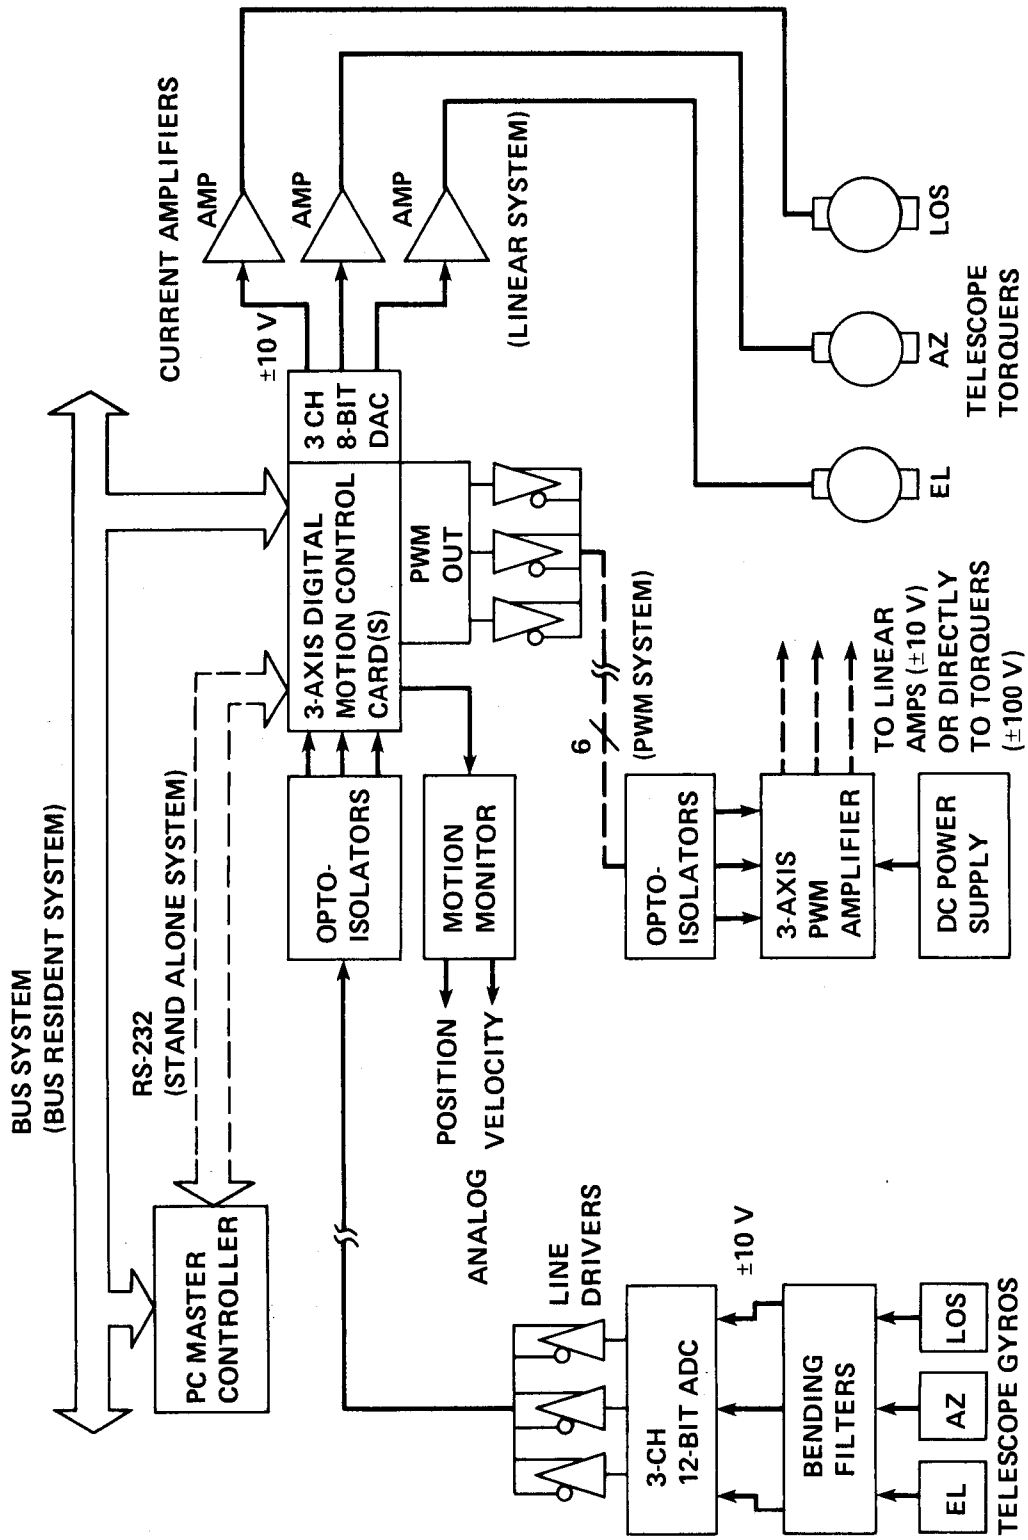 BUS SYSTEM
(BUS RESIDENT SYSTEM)
RS-232
(STAND ALONE SYSTEM)
PC MASTER
CONTROLLER
CURRENT AMPLIFIERS
±10 V
AMP
AMP
AMP
(LINEAR SYSTEM)
3-AXIS DIGITAL
MOTION CONTROL
CARD(S)
3 CH
8-BIT
DAC
PWM
OUT
OPTO-
ISOLATORS
MOTION
MONITOR
POSITION
VELOCITY
ANALOG
6
(PWM SYSTEM)
OPTO-
ISOLATORS
3-AXIS
PWM
AMPLIFIER
DC POWER
SUPPLY
TO LINEAR
AMPS (±10 V)
OR DIRECTLY
TO TORQUERS
(±100 V)
LINE
DRIVERS
3-CH
12-BIT ADC
±10 V
BENDING
FILTERS
EL
AZ
LOS
TELESCOPE GYROS
EL
AZ
LOS
TELESCOPE
TORQUERS